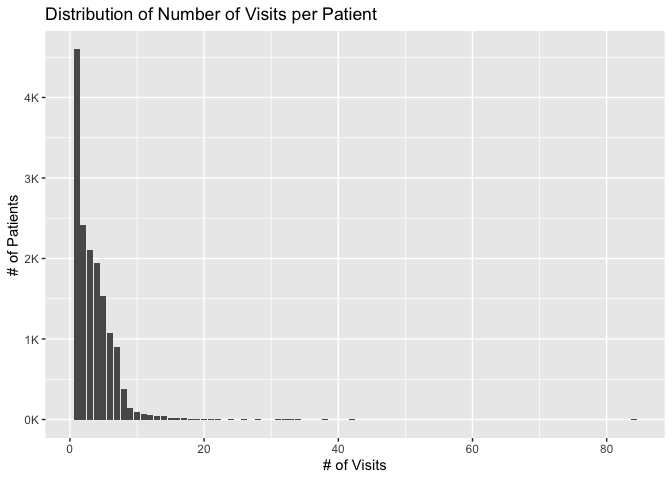 Distribution of Number of Visits per Patient
4K
3K
2K
1K
0K
# of Patients
0 20 40 60 80
# of Visits